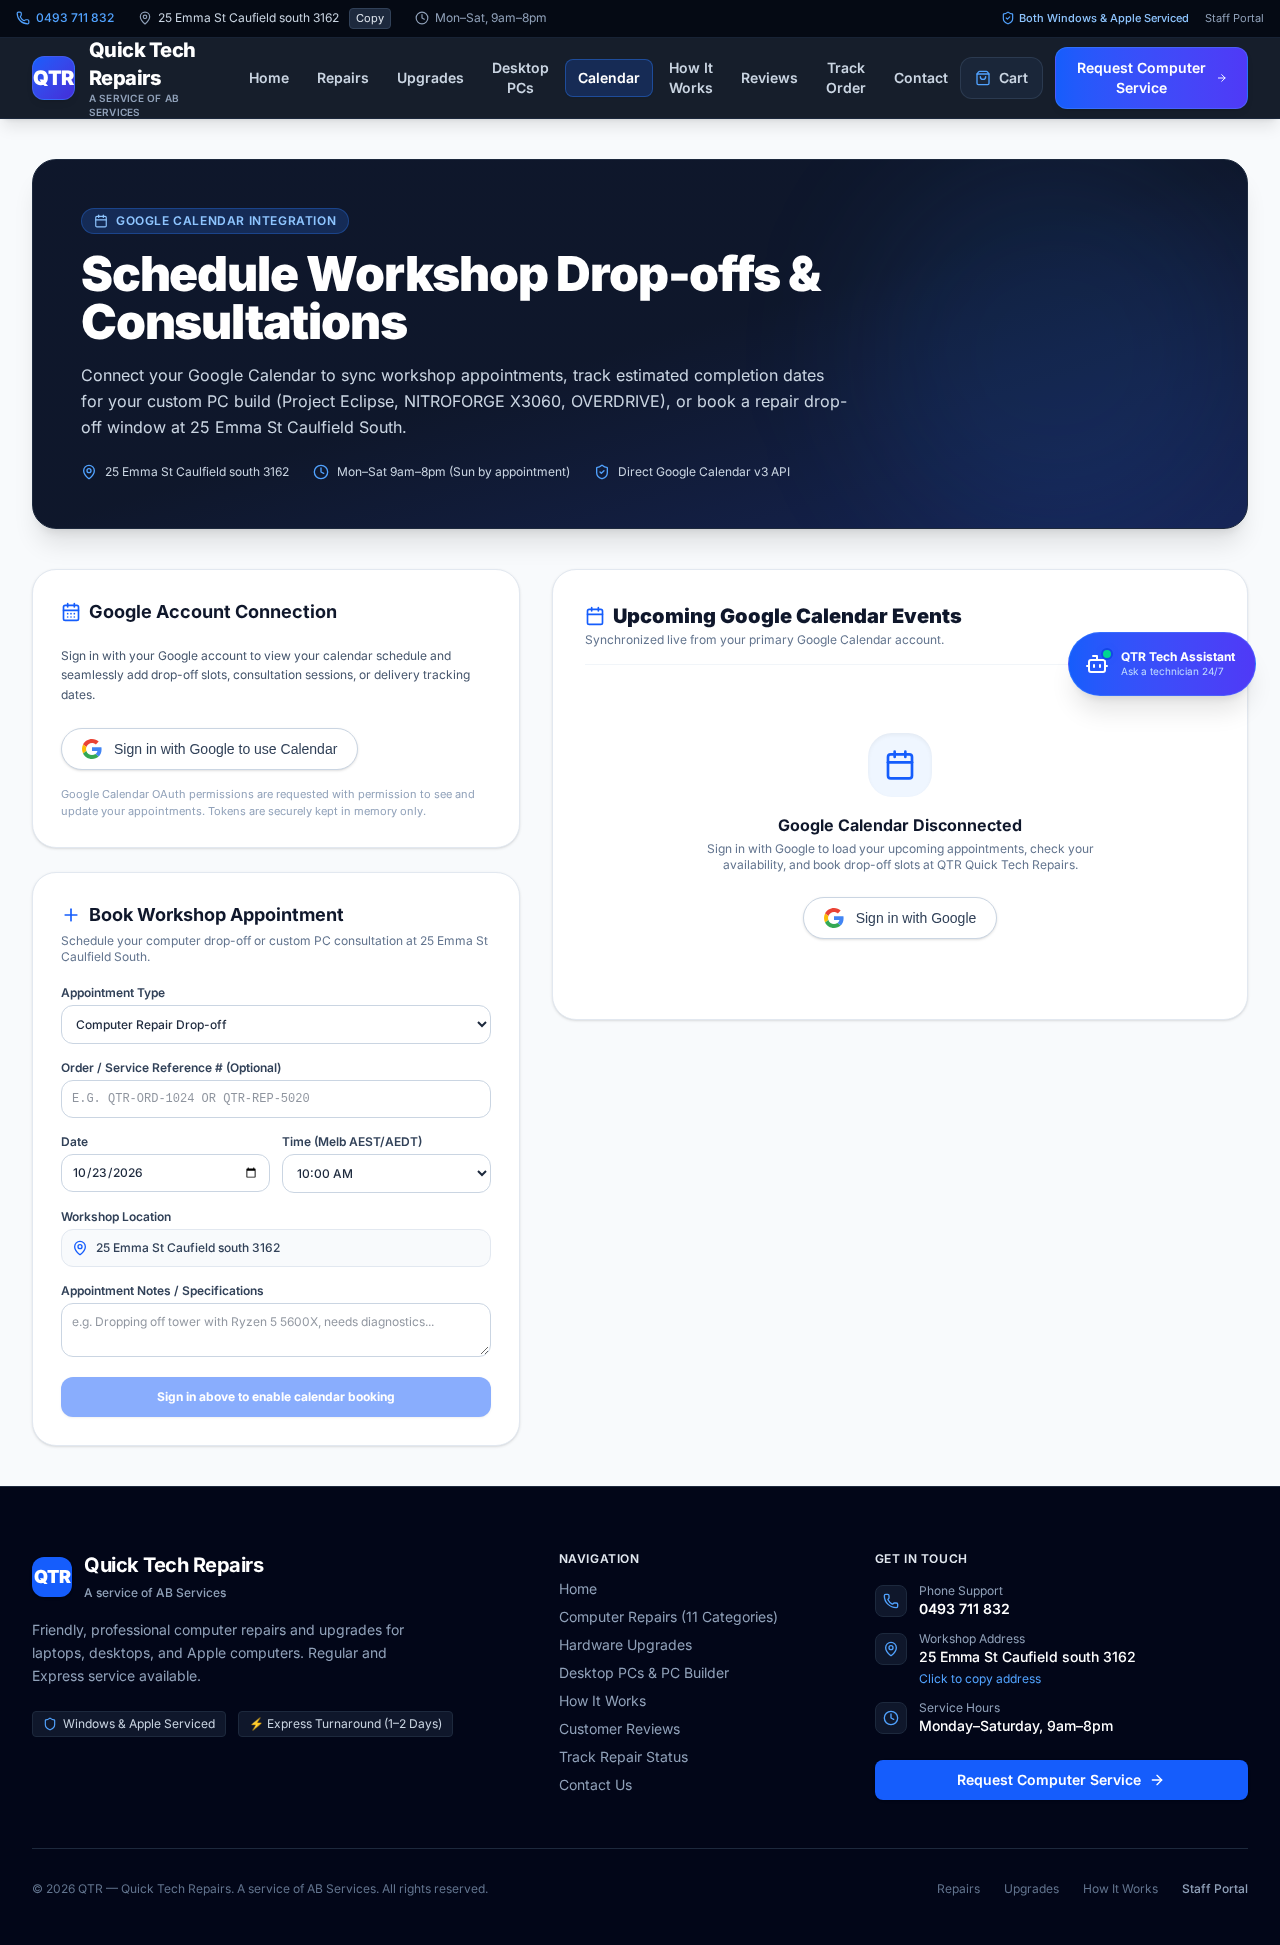 0493 711 832
25 Emma St Caufield south 3162
Copy
Mon–Sat, 9am–8pm
Both Windows & Apple Serviced
Staff Portal
QTR
Quick Tech
Repairs
A SERVICE OF AB
SERVICES
Home
Repairs
Upgrades
Desktop
PCs
Calendar
How It
Works
Reviews
Track
Order
Contact
Cart
Request Computer
Service
GOOGLE CALENDAR INTEGRATION
Schedule Workshop Drop-offs &
Consultations
Connect your Google Calendar to sync workshop appointments, track estimated completion dates
for your custom PC build (Project Eclipse, NITROFORGE X3060, OVERDRIVE), or book a repair drop-
off window at 25 Emma St Caulfield South.
25 Emma St Caulfield south 3162
Mon–Sat 9am–8pm (Sun by appointment)
Direct Google Calendar v3 API
Google Account Connection
Sign in with your Google account to view your calendar schedule and
seamlessly add drop-off slots, consultation sessions, or delivery tracking
dates.
Sign in with Google to use Calendar
Google Calendar OAuth permissions are requested with permission to see and
update your appointments. Tokens are securely kept in memory only.
Upcoming Google Calendar Events
Synchronized live from your primary Google Calendar account.
QTR Tech Assistant
Ask a technician 24/7
Google Calendar Disconnected
Sign in with Google to load your upcoming appointments, check your
availability, and book drop-off slots at QTR Quick Tech Repairs.
Sign in with Google
Book Workshop Appointment
Schedule your computer drop-off or custom PC consultation at 25 Emma St
Caulfield South.
Appointment Type
Computer Repair Drop-off
Order / Service Reference # (Optional)
E.G. QTR-ORD-1024 OR QTR-REP-5020
Date
Time (Melb AEST/AEDT)
10/23/2026
10:00 AM
Workshop Location
25 Emma St Caufield south 3162
Appointment Notes / Specifications
e.g. Dropping off tower with Ryzen 5 5600X, needs diagnostics...
Sign in above to enable calendar booking
QTR
Quick Tech Repairs
A service of AB Services
Friendly, professional computer repairs and upgrades for
laptops, desktops, and Apple computers. Regular and
Express service available.
Windows & Apple Serviced
⚡ Express Turnaround (1–2 Days)
NAVIGATION
Home
Computer Repairs (11 Categories)
Hardware Upgrades
Desktop PCs & PC Builder
How It Works
Customer Reviews
Track Repair Status
Contact Us
GET IN TOUCH
Phone Support
0493 711 832
Workshop Address
25 Emma St Caufield south 3162
Click to copy address
Service Hours
Monday–Saturday, 9am–8pm
Request Computer Service
© 2026 QTR — Quick Tech Repairs. A service of AB Services. All rights reserved.
Repairs
Upgrades
How It Works
Staff Portal